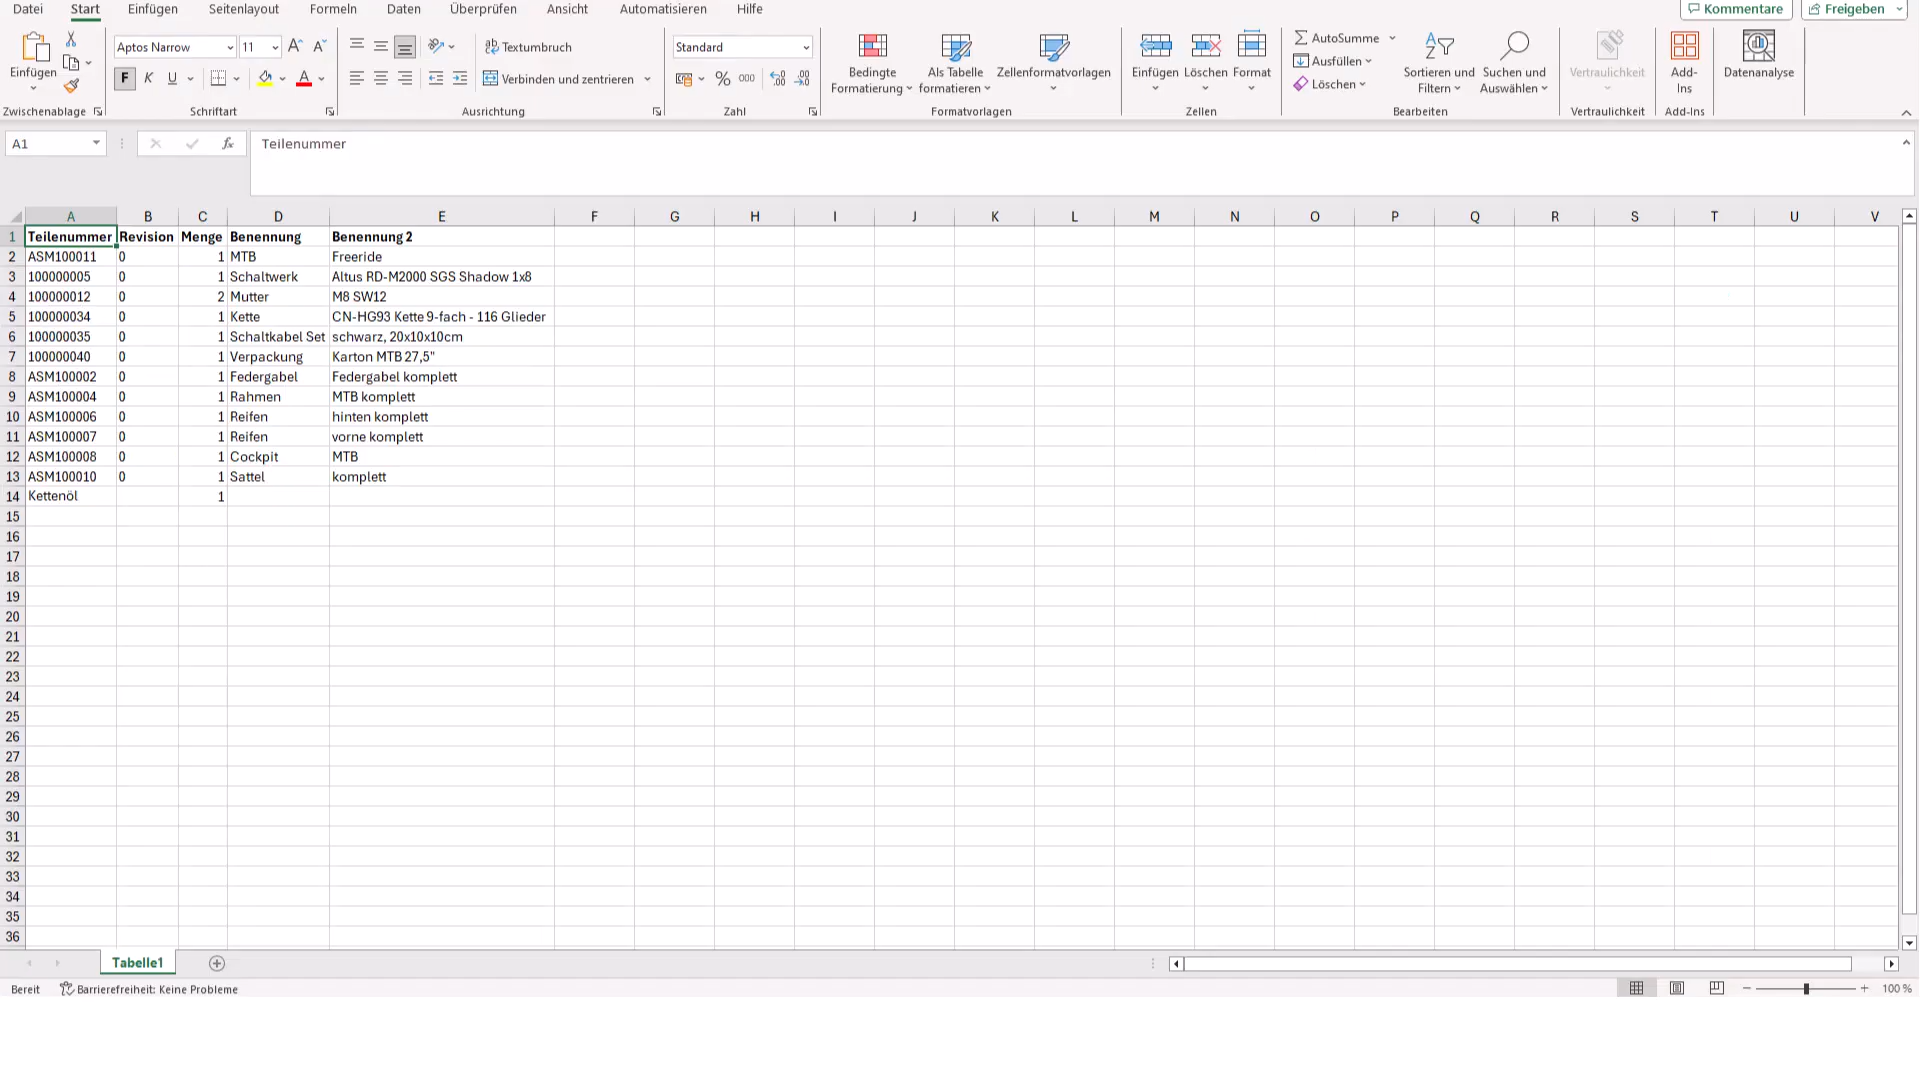 Datei Start Einfügen Seitenlayout Formeln Daten Überprüfen Ansicht Automatisieren Hilfe Kommentare Freigeben
Einfügen
Zwischenablage
Aptos Narrow 11 A A
F K U A
Schriftart
ab Textumbruch
Verbinden und zentrieren
Ausrichtung
Standard
% 000
Zahl
Bedingte Formatierung
Als Tabelle formatieren
Zellenformatvorlagen
Formatvorlagen
Einfügen Löschen Format
Zellen
AutoSumme
Ausfüllen
Löschen
Sortieren und Filtern
Suchen und Auswählen
Bearbeiten
Vertraulichkeit
Vertraulichkeit
Add-Ins
Add-Ins
Datenanalyse
A1 fx Teilenummer
A B C D E F G H I J K L M N O P Q R S T U V
1 Teilenummer Revision Menge Benennung Benennung 2
2 ASM100011 0 1 MTB Freeride
3 100000005 0 1 Schaltwerk Altus RD-M2000 SGS Shadow 1x8
4 100000012 0 2 Mutter M8 SW12
5 100000034 0 1 Kette CN-HG93 Kette 9-fach - 116 Glieder
6 100000035 0 1 Schaltkabel Set schwarz, 20x10x10cm
7 100000040 0 1 Verpackung Karton MTB 27,5"
8 ASM100002 0 1 Federgabel Federgabel komplett
9 ASM100004 0 1 Rahmen MTB komplett
10 ASM100006 0 1 Reifen hinten komplett
11 ASM100007 0 1 Reifen vorne komplett
12 ASM100008 0 1 Cockpit MTB
13 ASM100010 0 1 Sattel komplett
14 Kettenöl 1
15
16
17
18
19
20
21
22
23
24
25
26
27
28
29
30
31
32
33
34
35
36
Tabelle1
Bereit Barrierefreiheit: Keine Probleme 100 %